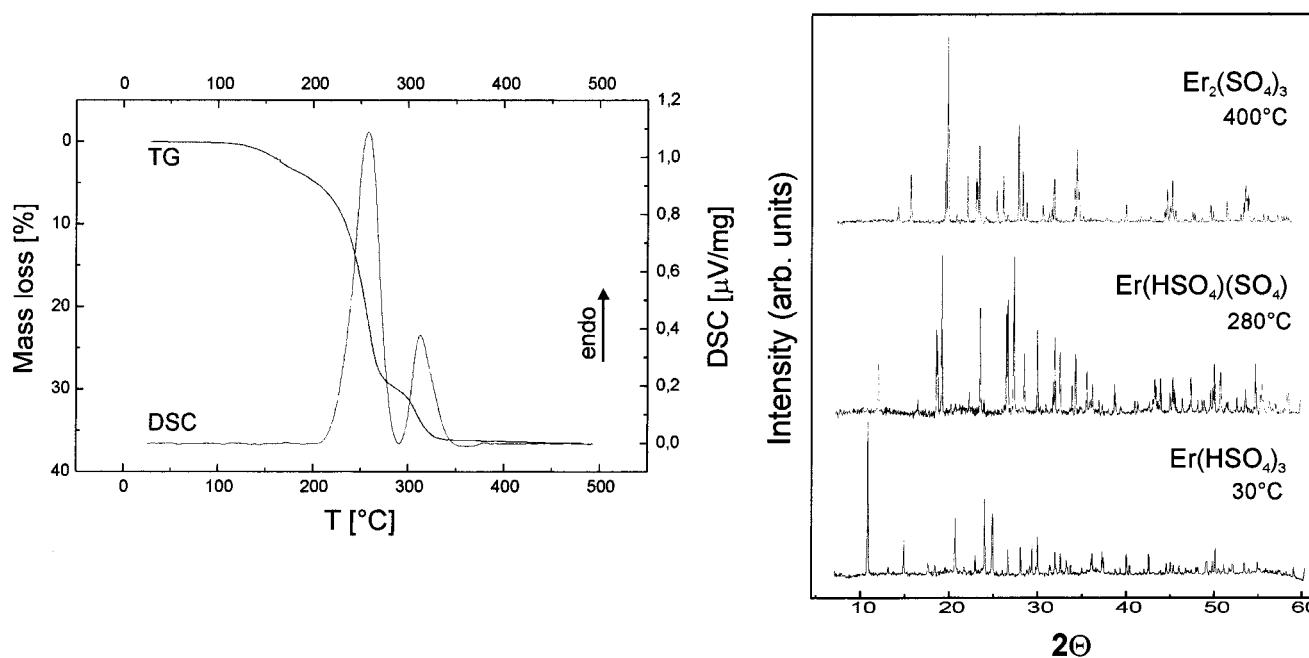 0 100 200 300 400 500
0
10
20
30
40
Mass loss [%]
TG
DSC
endo
1,2
1,0
0,8
0,6
0,4
0,2
0,0
DSC [μV/mg]
0 100 200 300 400 500
T [°C]
Intensity (arb. units)
Er₂(SO₄)₃
400°C
Er(HSO₄)(SO₄)
280°C
Er(HSO₄)₃
30°C
10 20 30 40 50 60
2Θ